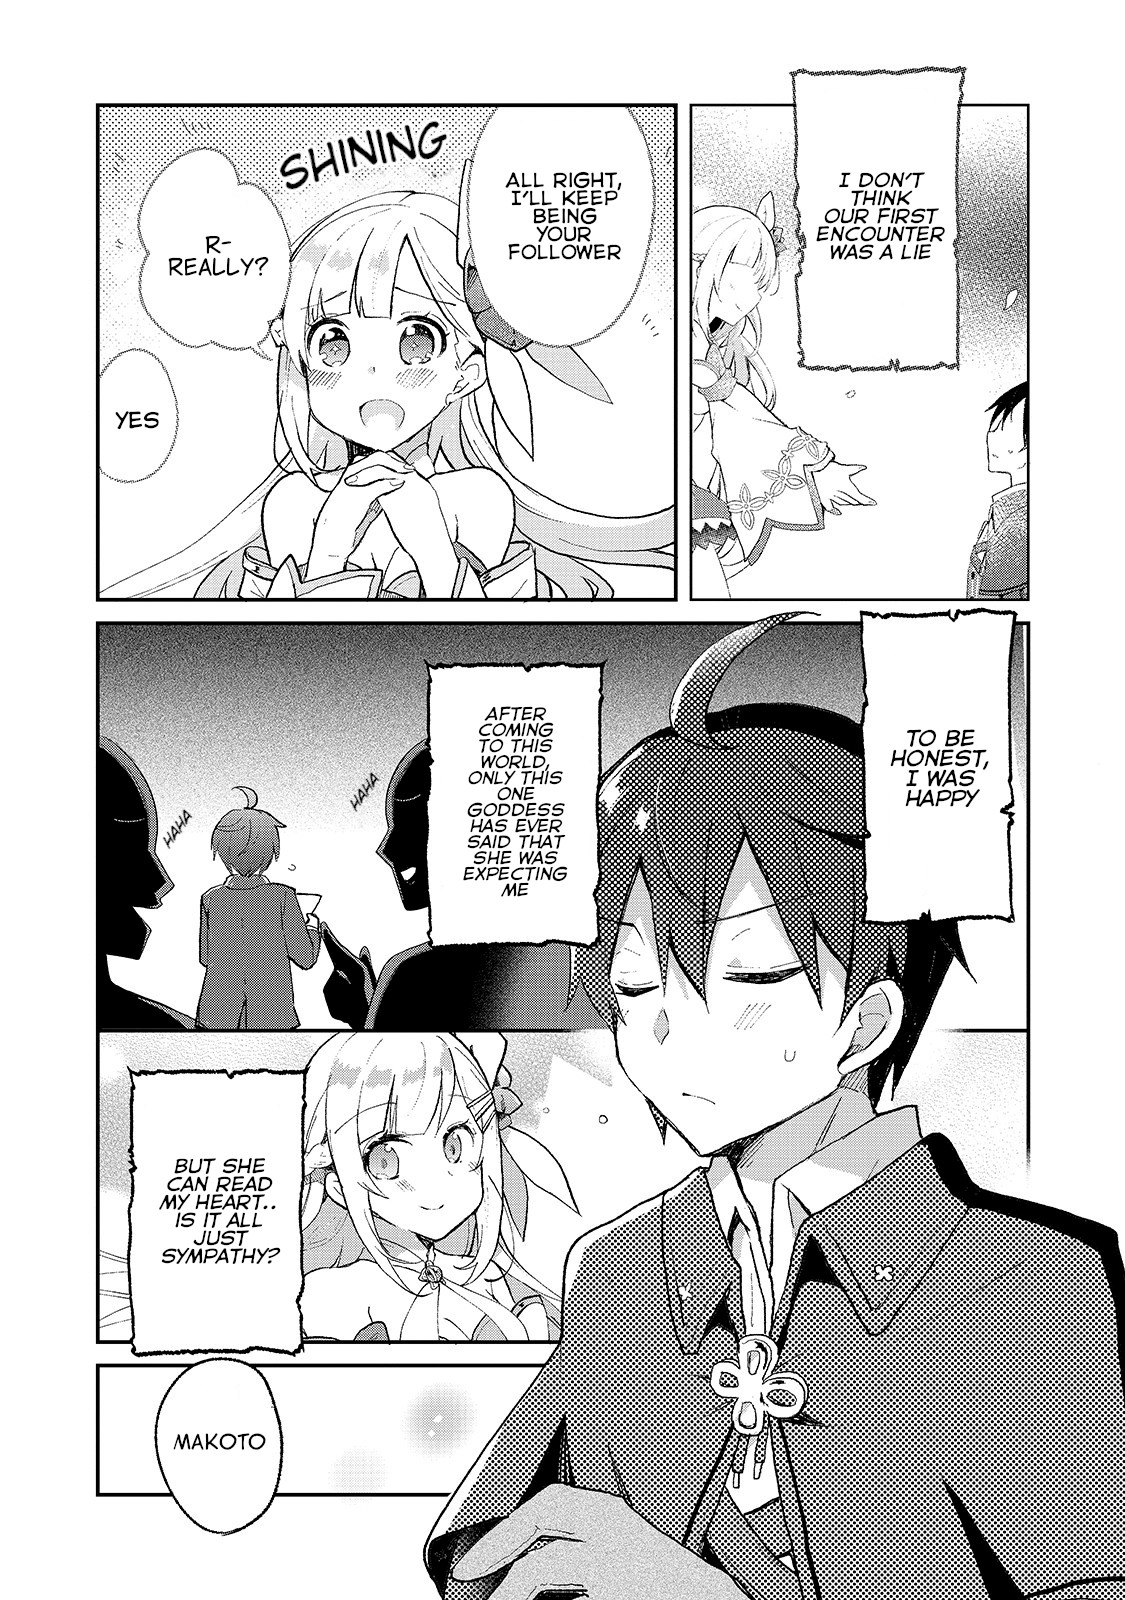 I DON'T
THINK
OUR FIRST
ENCOUNTER
WAS A LIE
ALL RIGHT,
I'LL KEEP
BEING
YOUR
FOLLOWER
SHINING
R-
REALLY?
YES
TO BE
HONEST,
I WAS
HAPPY
AFTER
COMING
TO THIS
WORLD,
ONLY THIS
ONE
GODDESS
HAS EVER
SAID THAT
SHE WAS
EXPECTING
ME
HAHA
HAHA
BUT SHE
CAN READ
MY HEART..
IS IT ALL
JUST
SYMPATHY?
MAKOTO